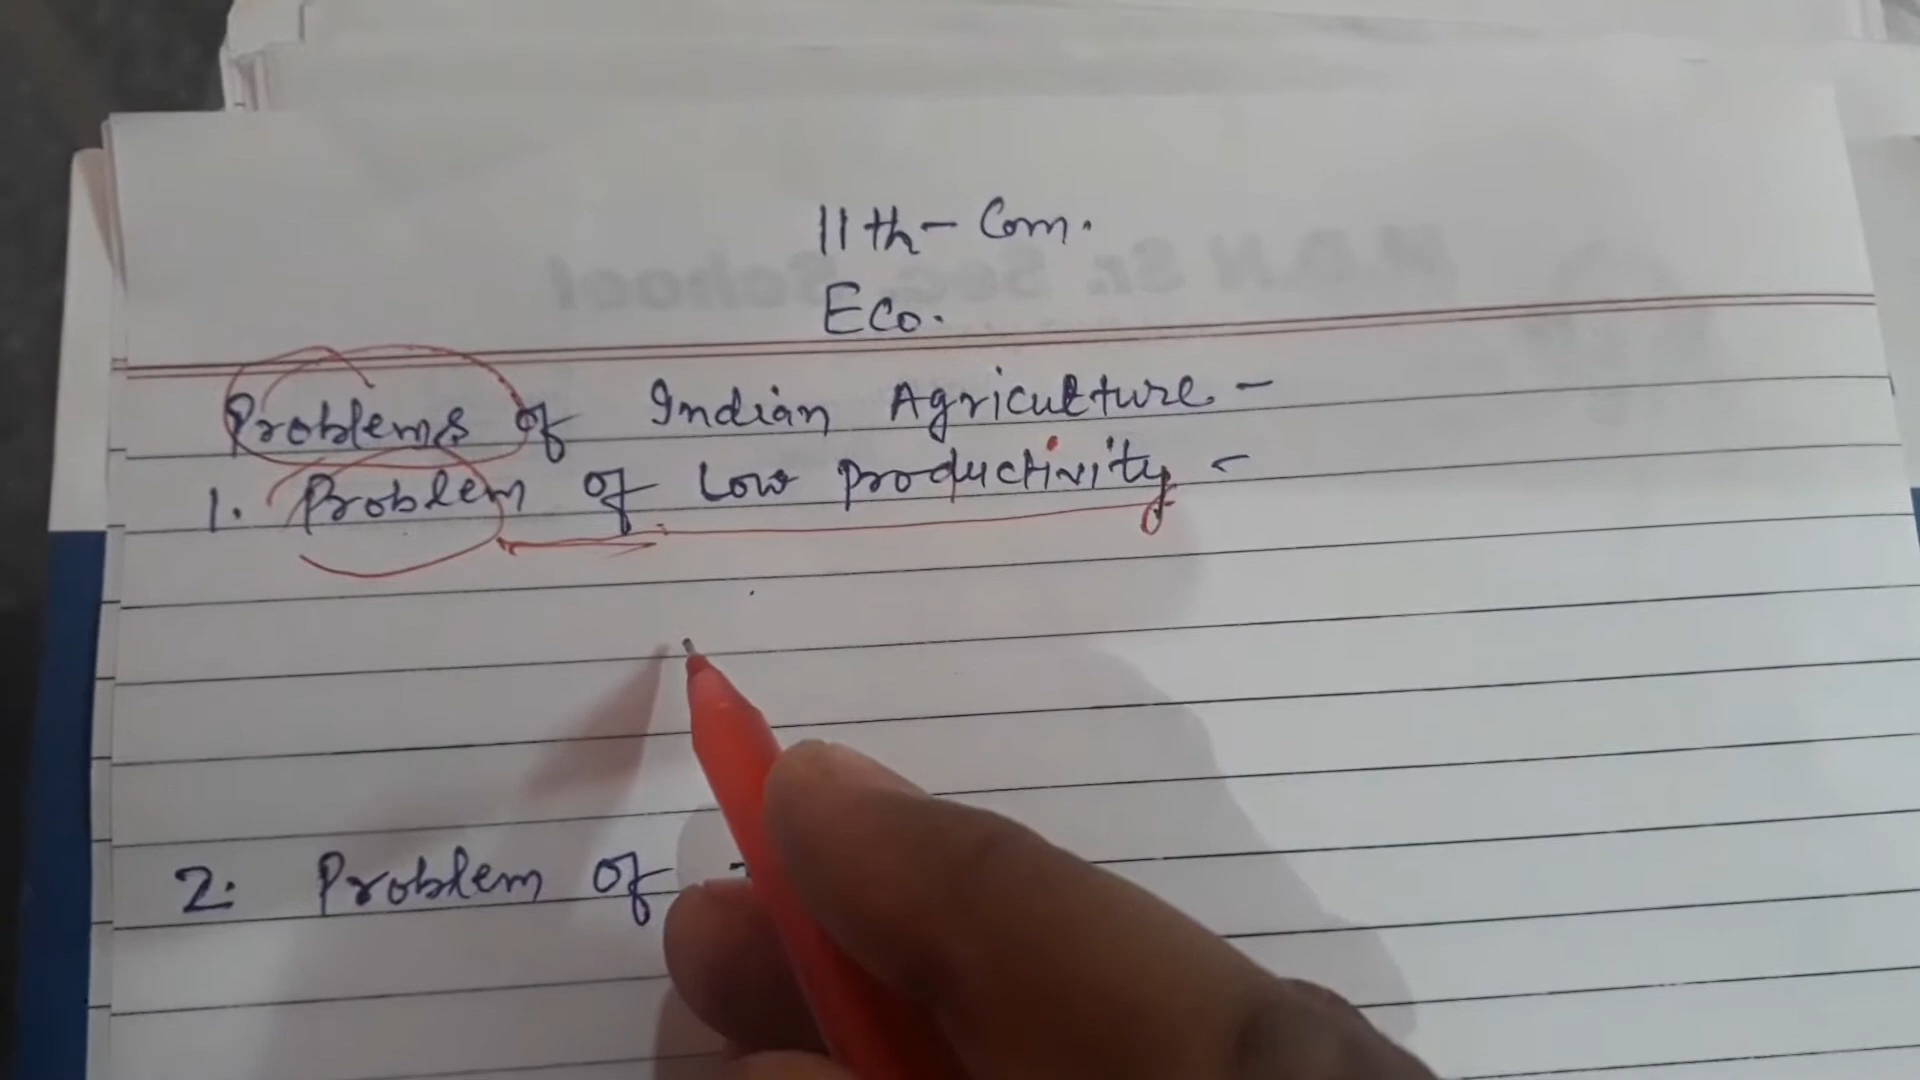 11th - Com.
Eco.
Problems of Indian Agriculture -
1. Problem of Low Productivity -
2. Problem of